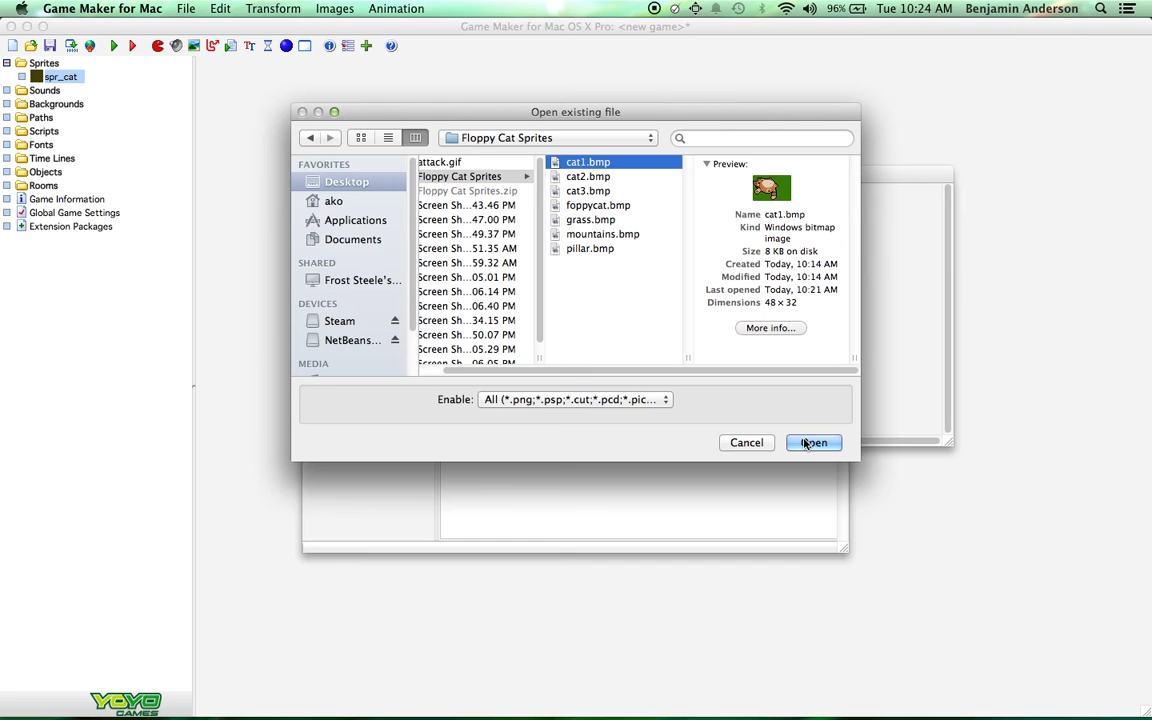 Game Maker for Mac File Edit Transform Images Animation 96% Tue 10:24 AM Benjamin Anderson
Game Maker for Mac OS X Pro: <new game>*
Sprites
spr_cat
Sounds
Backgrounds
Paths
Scripts
Fonts
Time Lines
Objects
Rooms
Game Information
Global Game Settings
Extension Packages
YOYO
GAMES
Open existing file
Floppy Cat Sprites
FAVORITES
Desktop
ako
Applications
Documents
SHARED
Frost Steele's...
DEVICES
Steam
NetBeans...
MEDIA
attack.gif
Floppy Cat Sprites
Floppy Cat Sprites.zip
Screen Sh...43.46 PM
Screen Sh...47.00 PM
Screen Sh...49.37 PM
Screen Sh...51.35 AM
Screen Sh...59.32 AM
Screen Sh...05.01 PM
Screen Sh...06.14 PM
Screen Sh...06.40 PM
Screen Sh...34.15 PM
Screen Sh...50.07 PM
Screen Sh...05.29 PM
Screen Sh...06.05 PM
cat1.bmp
cat2.bmp
cat3.bmp
foppycat.bmp
grass.bmp
mountains.bmp
pillar.bmp
Preview:
Name cat1.bmp
Kind Windows bitmap
image
Size 8 KB on disk
Created Today, 10:14 AM
Modified Today, 10:14 AM
Last opened Today, 10:21 AM
Dimensions 48 × 32
More info...
Enable: All (*.png;*.psp;*.cut;*.pcd;*.pic...
Cancel
Open